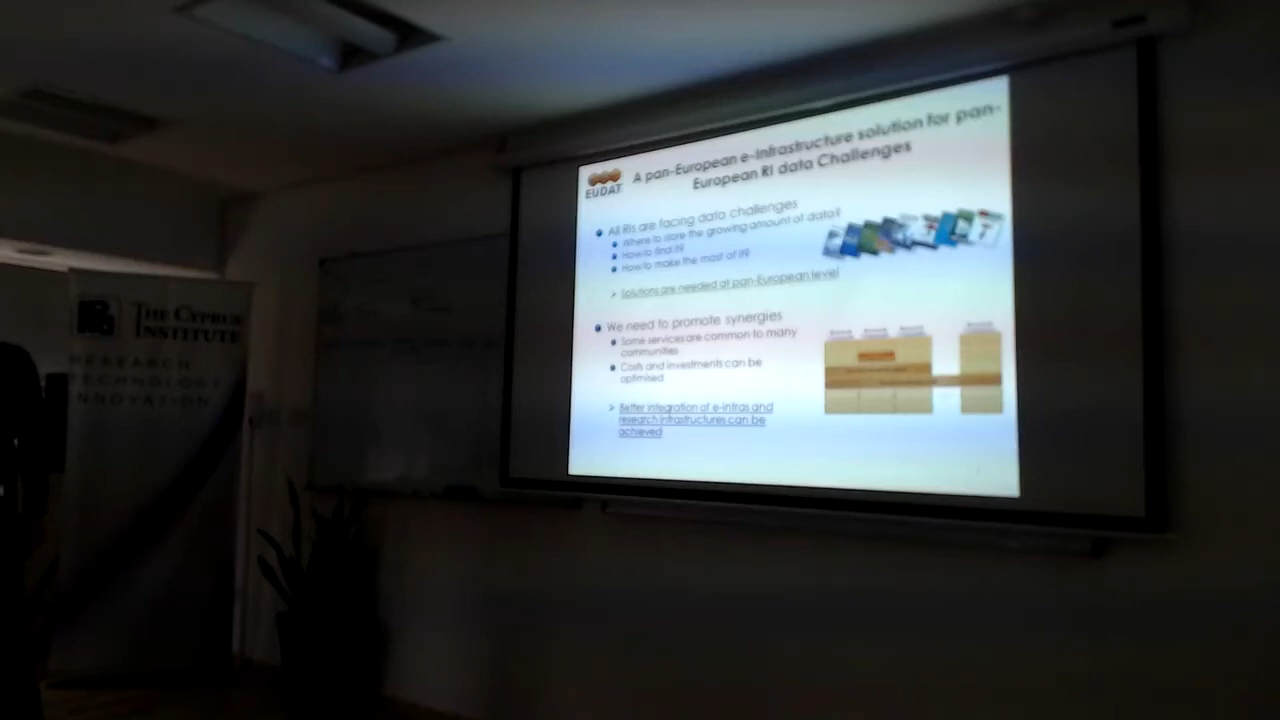 THE CYPRUS
INSTITUTE
RESEARCH
TECHNOLOGY
INNOVATION
EUDAT
A pan-European e-Infrastructure solution for pan-
European RI data Challenges
All RIs are facing data challenges
Where to store the growing amount of data?
How to find it?
How to make the most of it?
Solutions are needed at pan-European level
We need to promote synergies
Some services are common to many
communities
Costs and investments can be
optimised
Better integration of e-infras and
research infrastructures can be
achieved